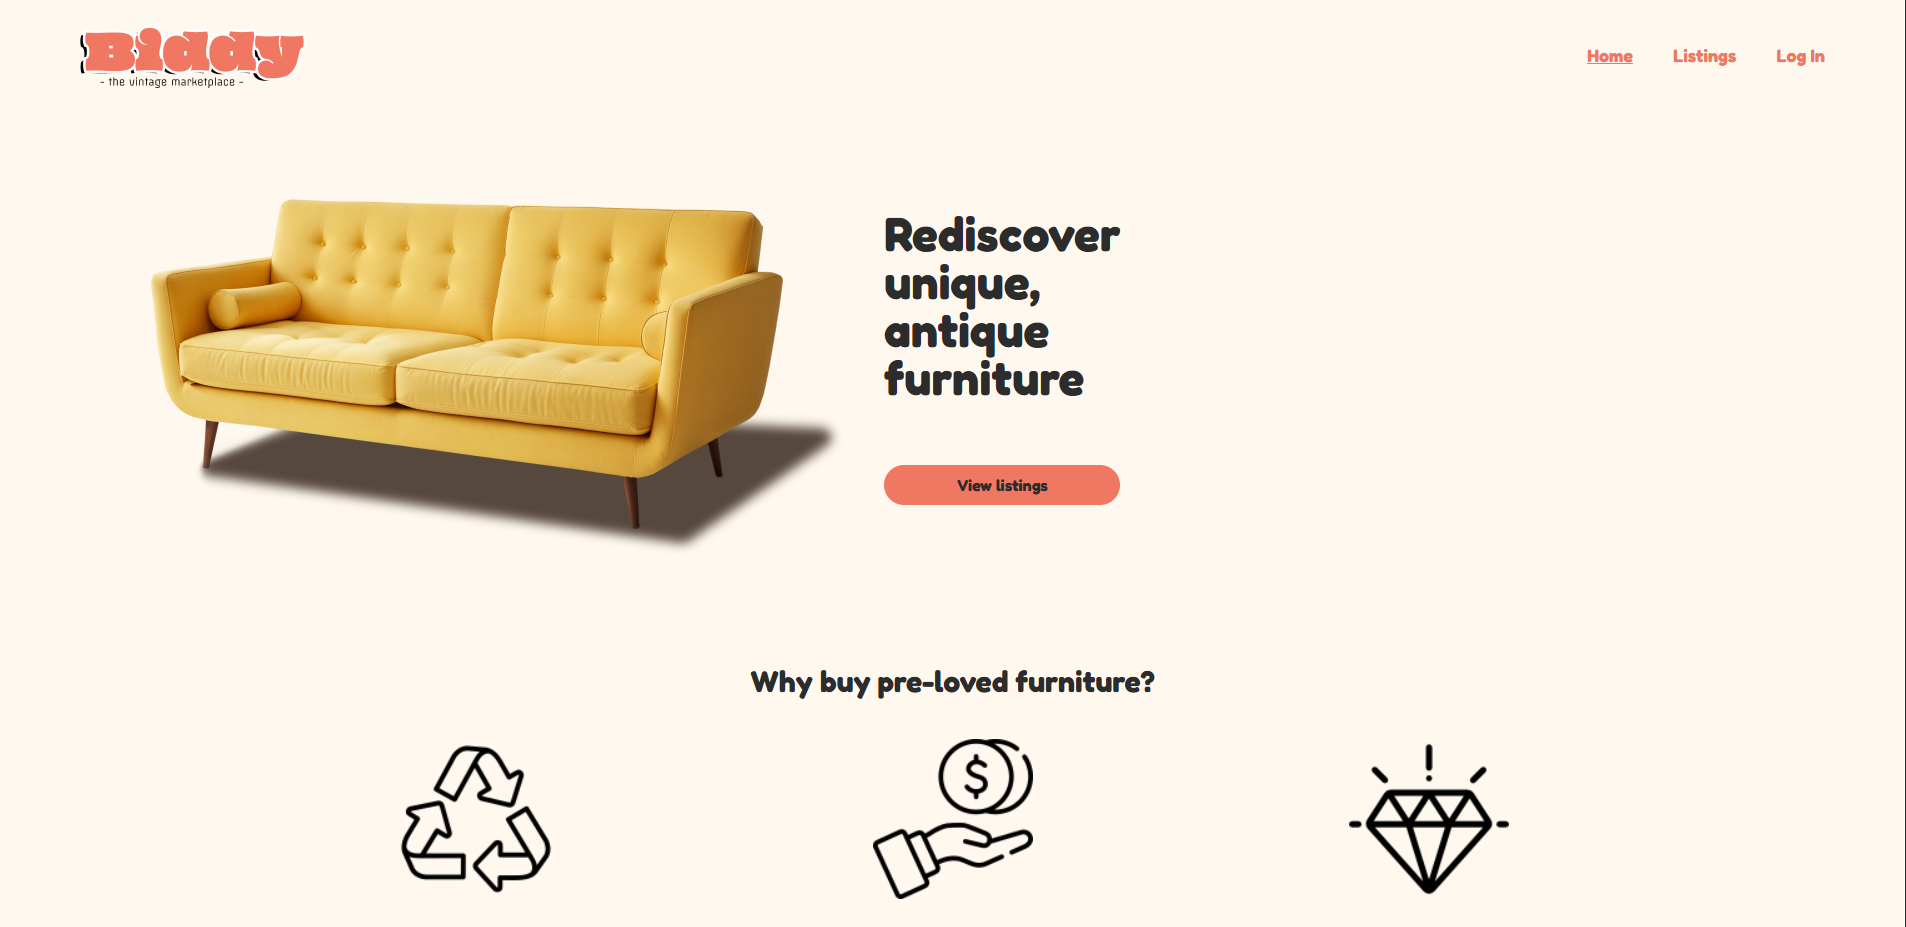 Biddy
- the vintage marketplace -
Home Listings Log In
Rediscover
unique,
antique
furniture
View listings
Why buy pre-loved furniture?
$